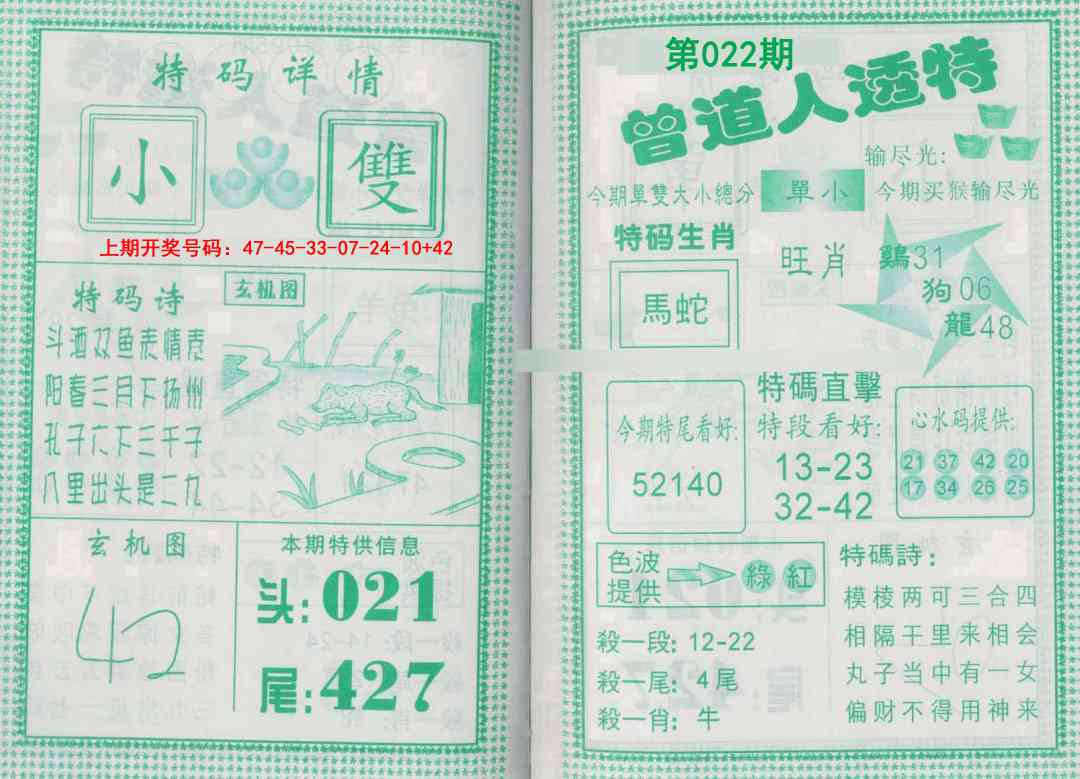 特码详情
小
雙
上期开奖号码：47-45-33-07-24-10+42
特码诗
斗酒双鱼表情表
阳春三月下扬州
孔子门下三千子
八里出头是二九
玄机图
玄机图
42
本期特供信息
头:021
尾:427
第022期
曾道人透特
输尽光:
今期單雙大小總分
單小
今期买猴输尽光
特码生肖
馬蛇
旺肖
鷄31
狗06
龍48
今期特尾看好:
52140
特碼直擊
特段看好:
13-23
32-42
心水码提供:
21 37 42 20
17 34 26 25
色波
提供
綠 紅
殺一段: 12-22
殺一尾: 4尾
殺一肖: 牛
特碼詩:
模棱两可三合四
相隔千里来相会
丸子当中有一女
偏财不得用神来